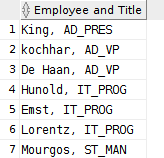 Employee and Title
1 King, AD_PRES
2 kochhar, AD_VP
3 De Haan, AD_VP
4 Hunold, IT_PROG
5 Emst, IT_PROG
6 Lorentz, IT_PROG
7 Mourgos, ST_MAN